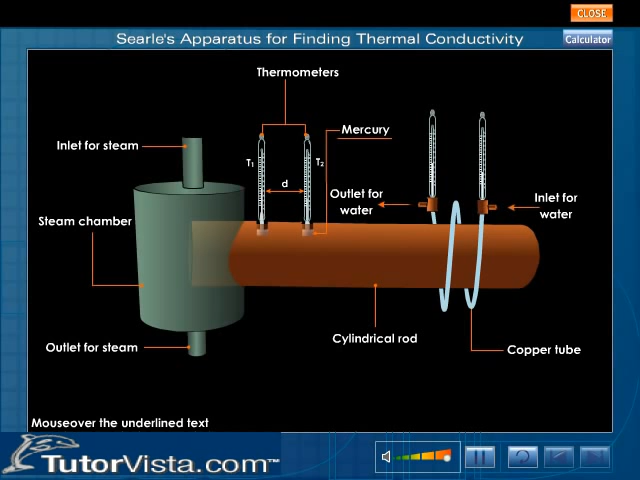 CLOSE
Searle's Apparatus for Finding Thermal Conductivity
Calculator
Thermometers
Mercury
Inlet for steam
T1
T2
d
Outlet for
water
Inlet for
water
Steam chamber
Cylindrical rod
Outlet for steam
Copper tube
Mouseover the underlined text
TutorVista.com™